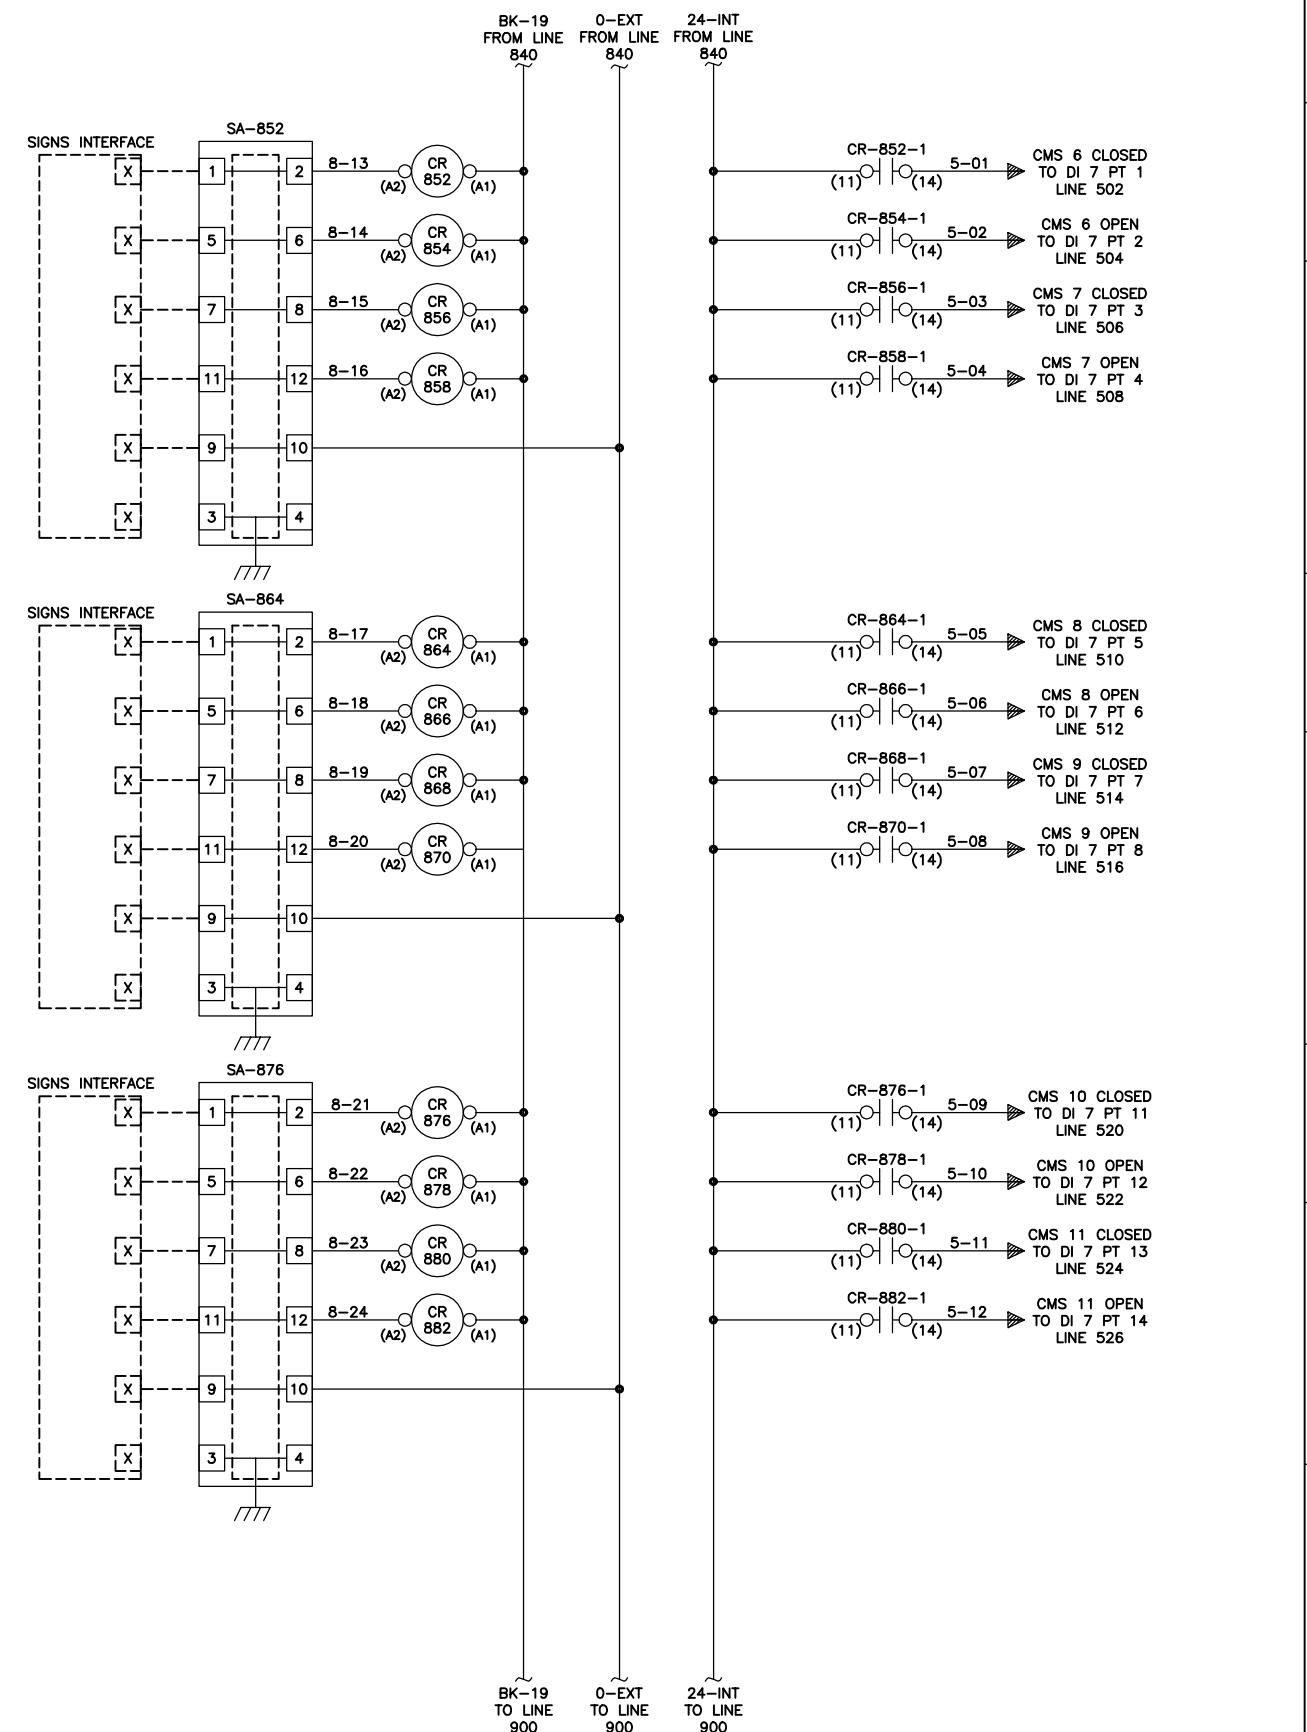 BK-19
FROM LINE
840
0-EXT
FROM LINE
840
24-INT
FROM LINE
840
SIGNS INTERFACE
SA-852
X 1 2 8-13 (A2) CR 852 (A1)
X 5 6 8-14 (A2) CR 854 (A1)
X 7 8 8-15 (A2) CR 856 (A1)
X 11 12 8-16 (A2) CR 858 (A1)
X 9 10
X 3 4
CR-852-1
(11) (14) 5-01
CMS 6 CLOSED
TO DI 7 PT 1
LINE 502
CR-854-1
(11) (14) 5-02
CMS 6 OPEN
TO DI 7 PT 2
LINE 504
CR-856-1
(11) (14) 5-03
CMS 7 CLOSED
TO DI 7 PT 3
LINE 506
CR-858-1
(11) (14) 5-04
CMS 7 OPEN
TO DI 7 PT 4
LINE 508
SIGNS INTERFACE
SA-864
X 1 2 8-17 (A2) CR 864 (A1)
X 5 6 8-18 (A2) CR 866 (A1)
X 7 8 8-19 (A2) CR 868 (A1)
X 11 12 8-20 (A2) CR 870 (A1)
X 9 10
X 3 4
CR-864-1
(11) (14) 5-05
CMS 8 CLOSED
TO DI 7 PT 5
LINE 510
CR-866-1
(11) (14) 5-06
CMS 8 OPEN
TO DI 7 PT 6
LINE 512
CR-868-1
(11) (14) 5-07
CMS 9 CLOSED
TO DI 7 PT 7
LINE 514
CR-870-1
(11) (14) 5-08
CMS 9 OPEN
TO DI 7 PT 8
LINE 516
SIGNS INTERFACE
SA-876
X 1 2 8-21 (A2) CR 876 (A1)
X 5 6 8-22 (A2) CR 878 (A1)
X 7 8 8-23 (A2) CR 880 (A1)
X 11 12 8-24 (A2) CR 882 (A1)
X 9 10
X 3 4
CR-876-1
(11) (14) 5-09
CMS 10 CLOSED
TO DI 7 PT 11
LINE 520
CR-878-1
(11) (14) 5-10
CMS 10 OPEN
TO DI 7 PT 12
LINE 522
CR-880-1
(11) (14) 5-11
CMS 11 CLOSED
TO DI 7 PT 13
LINE 524
CR-882-1
(11) (14) 5-12
CMS 11 OPEN
TO DI 7 PT 14
LINE 526
BK-19
TO LINE
900
0-EXT
TO LINE
900
24-INT
TO LINE
900